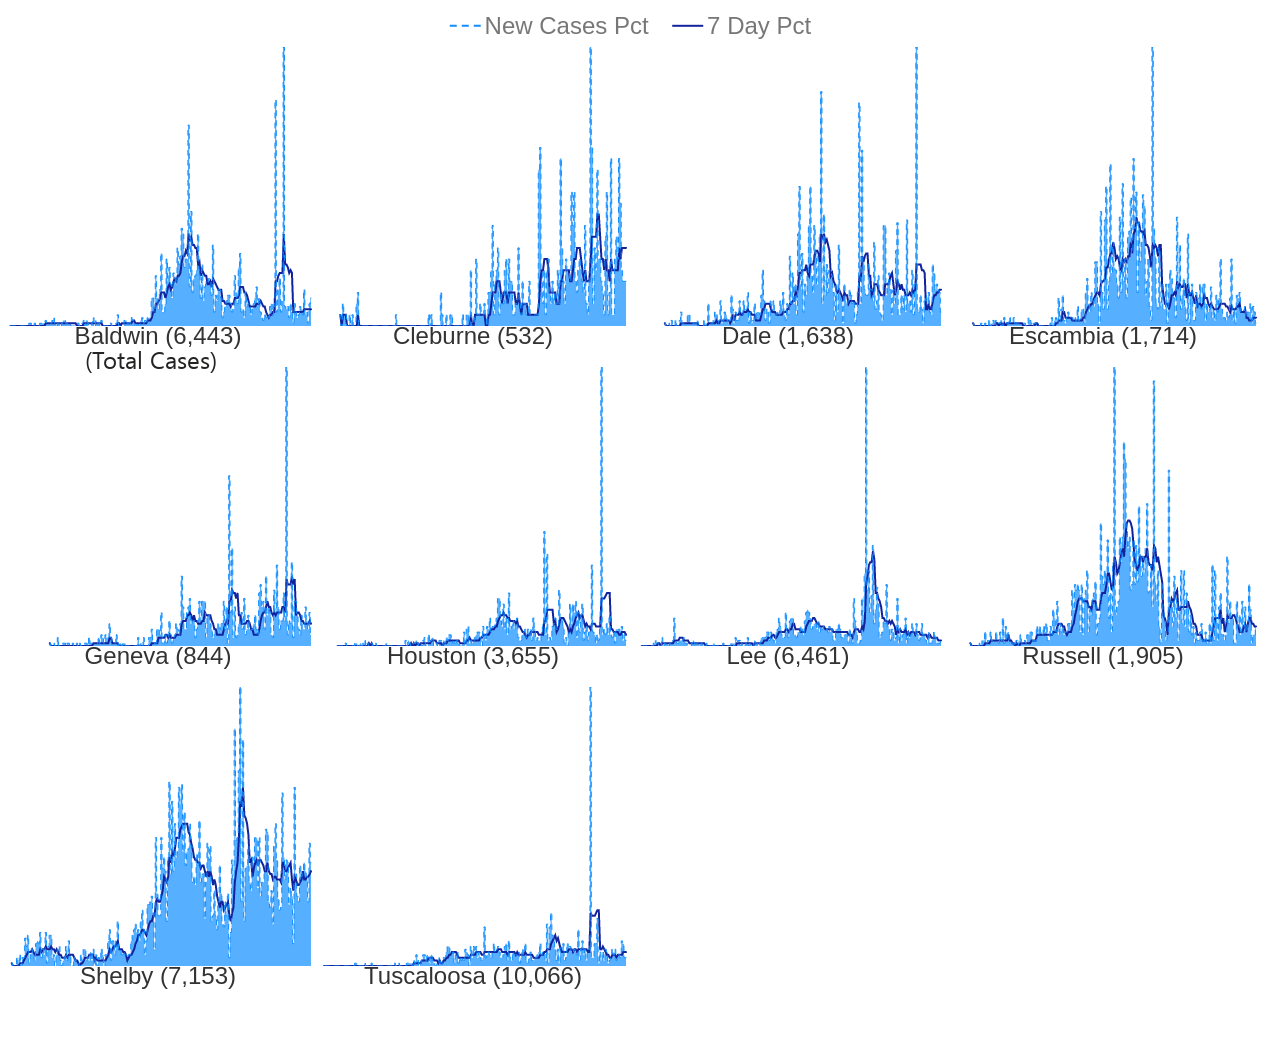 New Cases Pct 7 Day Pct
Baldwin (6,443) Cleburne (532) Dale (1,638) Escambia (1,714)
(Total Cases)
Geneva (844) Houston (3,655) Lee (6,461) Russell (1,905)
Shelby (7,153) Tuscaloosa (10,066)